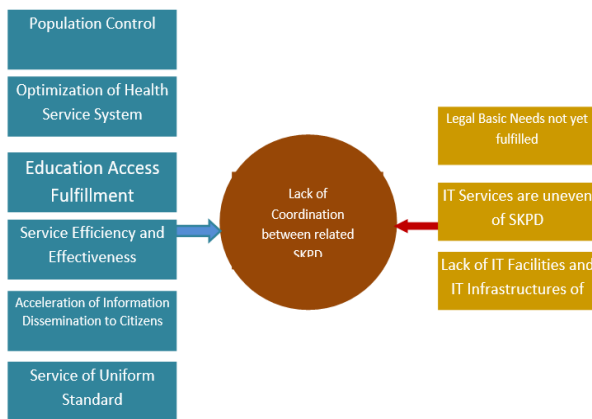 Population Control
Optimization of Health
Service System
Education Access
Fulfillment
Service Efficiency and
Effectiveness
Acceleration of Information
Dissemination to Citizens
Service of Uniform
Standard
Lack of
Coordination
between related
SKPD
Legal Basic Needs not yet
fulfilled
IT Services are uneven
of SKPD
Lack of IT Facilities and
IT Infrastructures of